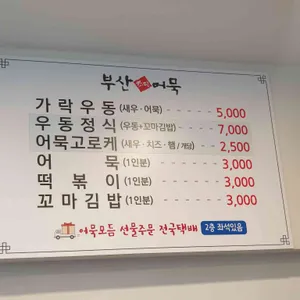 부산 어묵
가락우동 (새우·어묵) 5,000
우동정식 (우동+꼬마김밥) 7,000
어묵고로케 (새우·치즈·햄/개당) 2,500
어묵 (1인분) 3,000
떡볶이 (1인분) 3,000
꼬마김밥 (1인분) 3,000
어묵모듬 선물주문 전국택배 2층 좌석있음